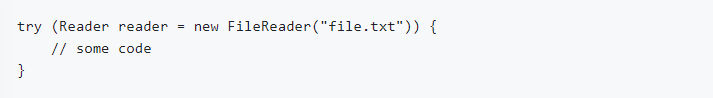 try (Reader reader = new FileReader("file.txt")) {
    // some code
}